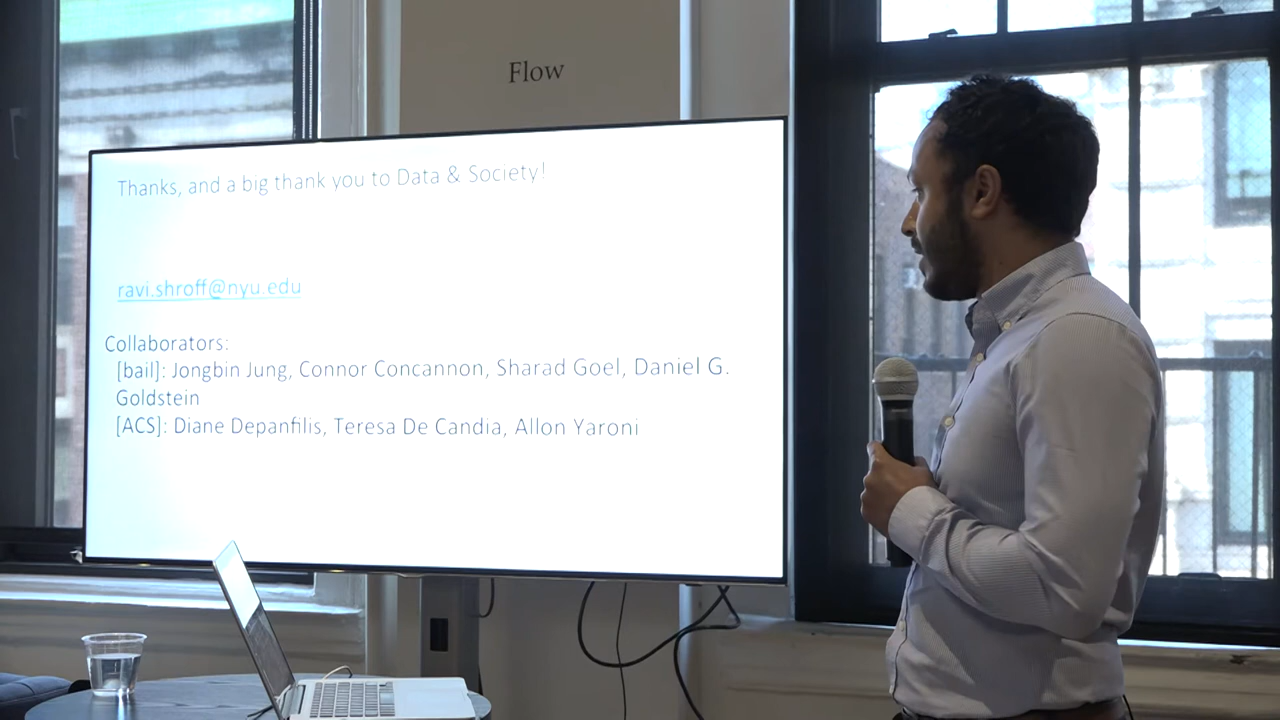 Flow
Thanks, and a big thank you to Data & Society!
ravi.shroff@nyu.edu
Collaborators:
[bail]: Jongbin Jung, Connor Concannon, Sharad Goel, Daniel G.
Goldstein
[ACS]: Diane Depanfilis, Teresa De Candia, Allon Yaroni